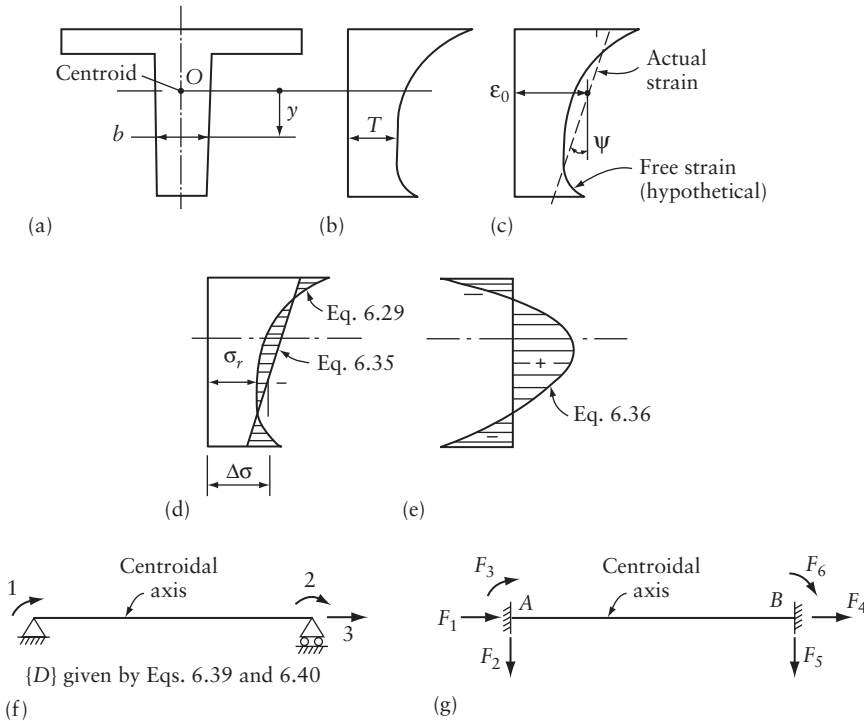 Centroid
O
y
b
(a)
T
(b)
ε0
Actual
strain
ψ
Free strain
(hypothetical)
(c)
σr
Eq. 6.29
Eq. 6.35
−
Δσ
(d)
−
+
−
Eq. 6.36
(e)
1
Centroidal
axis
2
3
{D} given by Eqs. 6.39 and 6.40
(f)
F3
F1
A
F2
Centroidal
axis
B
F6
F4
F5
(g)